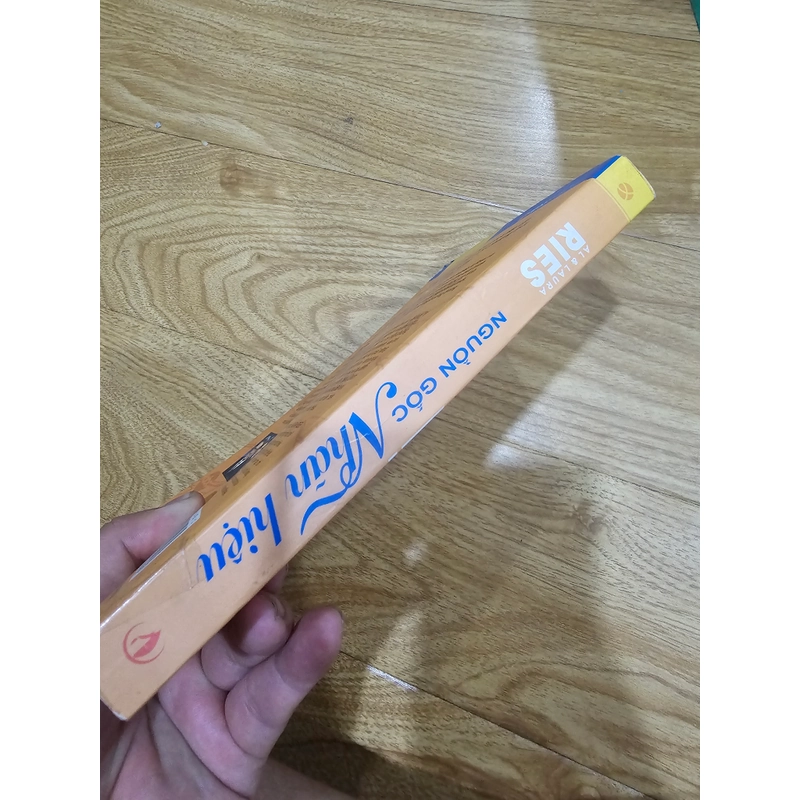 AL & LAURA
RIES
NGUỒN GỐC
Nhãn hiệu